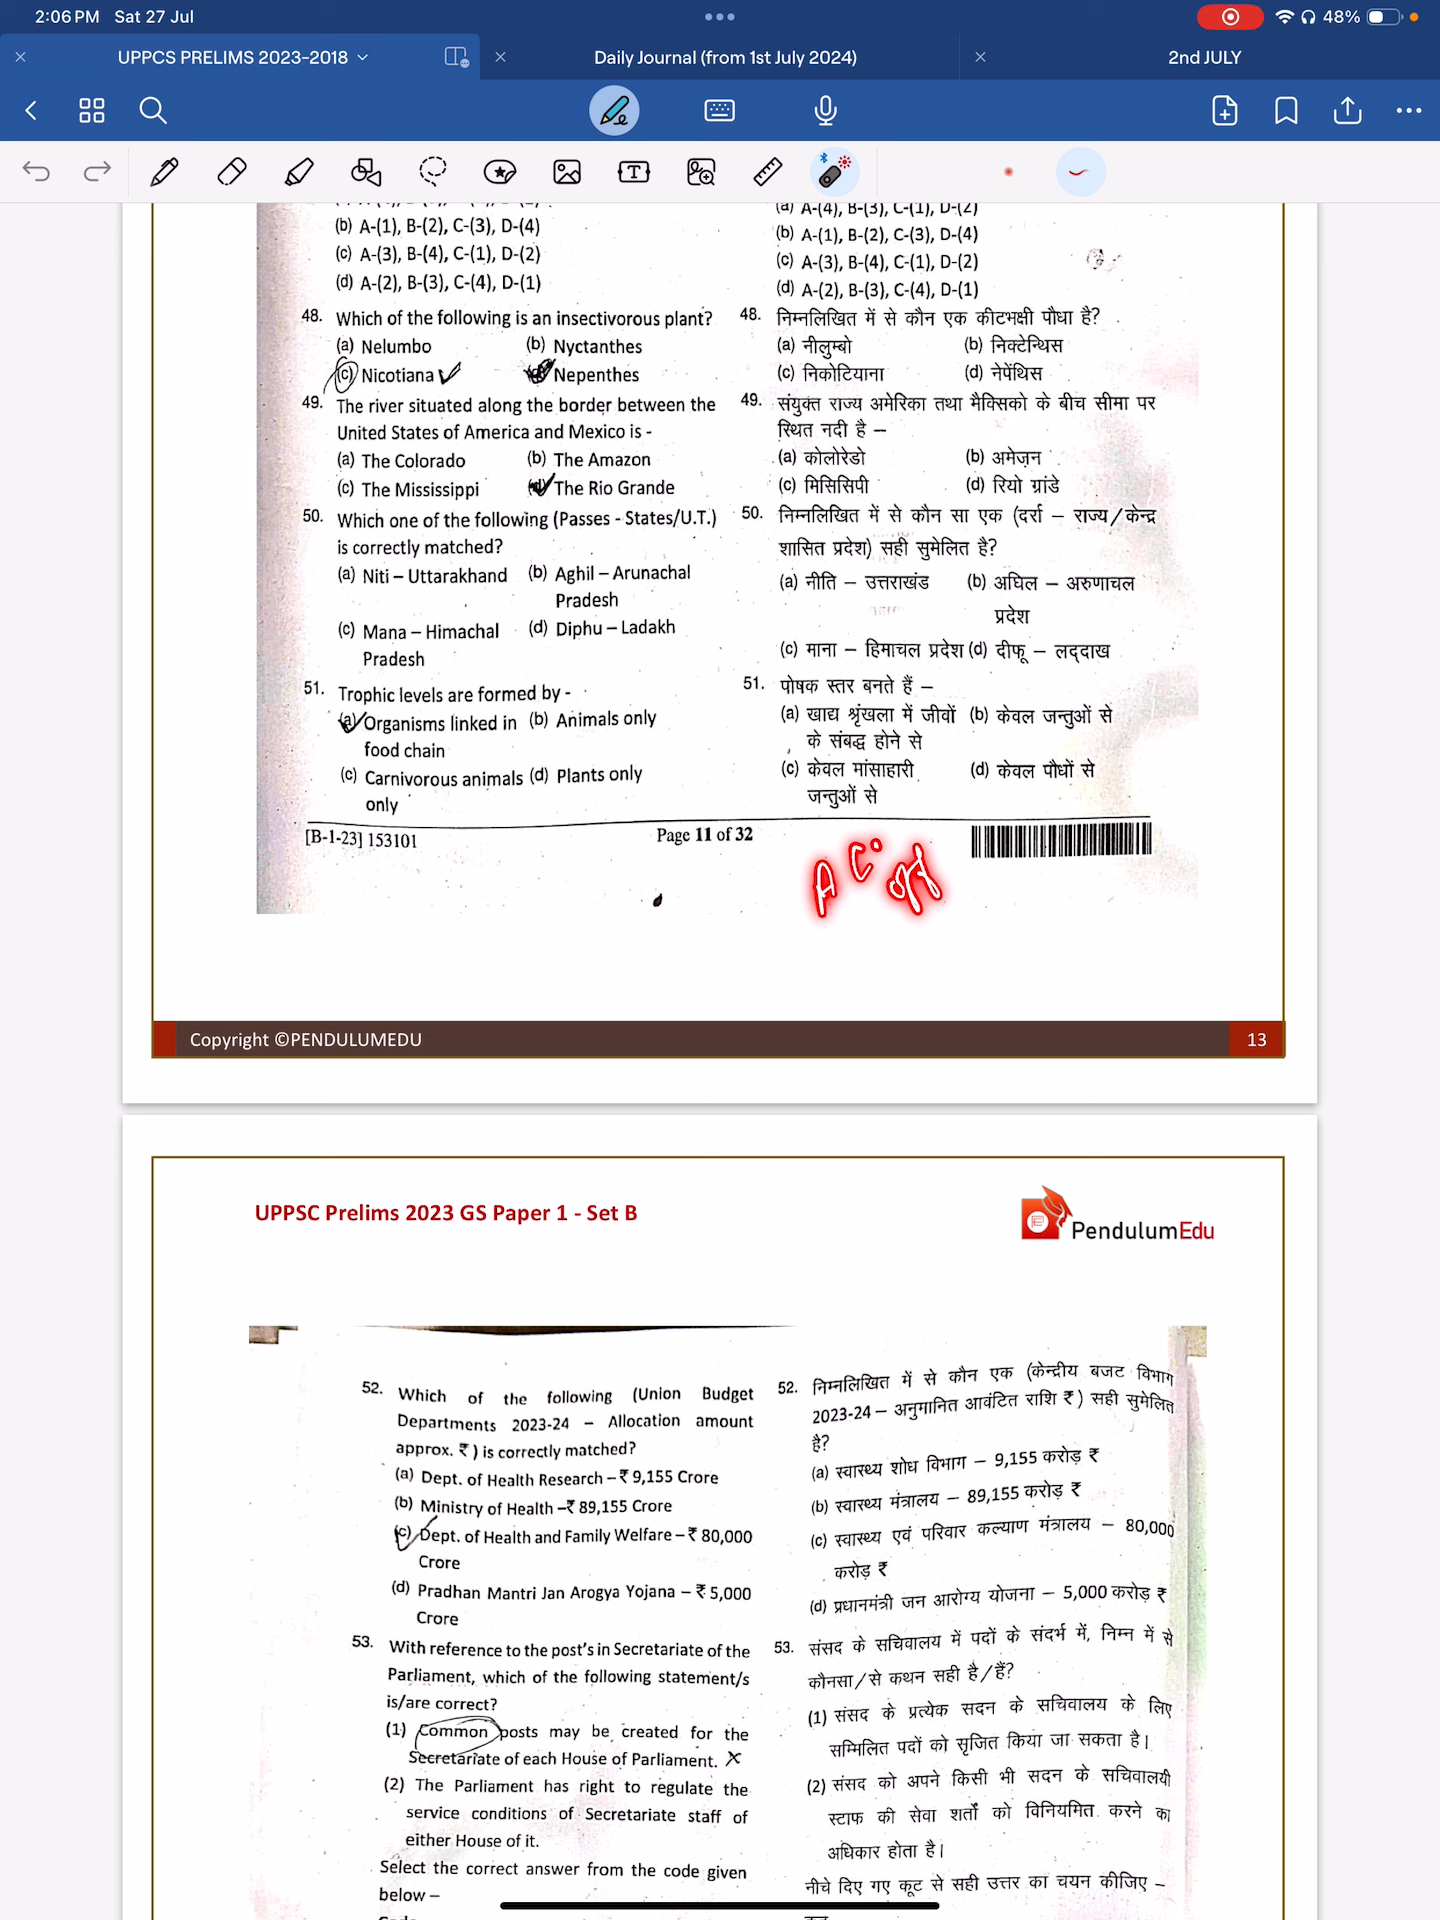 2:06 PM Sat 27 Jul
48%
UPPCS PRELIMS 2023-2018
Daily Journal (from 1st July 2024)
2nd JULY
(b) A-(1), B-(2), C-(3), D-(4)
(c) A-(3), B-(4), C-(1), D-(2)
(d) A-(2), B-(3), C-(4), D-(1)
48. Which of the following is an insectivorous plant?
(a) Nelumbo (b) Nyctanthes
(c) Nicotiana Nepenthes
49. The river situated along the border between the
United States of America and Mexico is -
(a) The Colorado (b) The Amazon
(c) The Mississippi (d) The Rio Grande
50. Which one of the following (Passes - States/U.T.)
is correctly matched?
(a) Niti – Uttarakhand (b) Aghil – Arunachal
Pradesh
(c) Mana – Himachal (d) Diphu – Ladakh
Pradesh
51. Trophic levels are formed by -
(a) Organisms linked in (b) Animals only
food chain
(c) Carnivorous animals (d) Plants only
only
(a) A-(4), B-(3), C-(1), D-(2)
(b) A-(1), B-(2), C-(3), D-(4)
(c) A-(3), B-(4), C-(1), D-(2)
(d) A-(2), B-(3), C-(4), D-(1)
48. निम्नलिखित में से कौन एक कीटभक्षी पौधा है?
(a) नीलुम्बो (b) निक्टेन्थिस
(c) निकोटियाना (d) नेपेंथिस
49. संयुक्त राज्य अमेरिका तथा मैक्सिको के बीच सीमा पर
स्थित नदी है –
(a) कोलोरेडो (b) अमेज़न
(c) मिसिसिपी (d) रियो ग्रांडे
50. निम्नलिखित में से कौन सा एक (दर्रा – राज्य/केन्द्र
शासित प्रदेश) सही सुमेलित है?
(a) नीति – उत्तराखंड (b) अघिल – अरुणाचल
प्रदेश
(c) माना – हिमाचल प्रदेश (d) दीफू – लद्दाख
51. पोषक स्तर बनते हैं –
(a) खाद्य श्रृंखला में जीवों (b) केवल जन्तुओं से
के संबद्ध होने से
(c) केवल मांसाहारी (d) केवल पौधों से
जन्तुओं से
[B-1-23] 153101 Page 11 of 32
Copyright ©PENDULUMEDU 13
UPPSC Prelims 2023 GS Paper 1 - Set B
PendulumEdu
52. Which of the following (Union Budget
Departments 2023-24 – Allocation amount
approx. ₹ ) is correctly matched?
(a) Dept. of Health Research – ₹ 9,155 Crore
(b) Ministry of Health –₹ 89,155 Crore
(c) Dept. of Health and Family Welfare – ₹ 80,000
Crore
(d) Pradhan Mantri Jan Arogya Yojana – ₹ 5,000
Crore
53. With reference to the post's in Secretariate of the
Parliament, which of the following statement/s
is/are correct?
(1) Common posts may be created for the
Secretariate of each House of Parliament. ×
(2) The Parliament has right to regulate the
service conditions of Secretariate staff of
either House of it.
Select the correct answer from the code given
below –
52. निम्नलिखित में से कौन एक (केन्द्रीय बजट विभाग
2023-24 – अनुमानित आवंटित राशि ₹ ) सही सुमेलित
है?
(a) स्वास्थ्य शोध विभाग – 9,155 करोड़ ₹
(b) स्वास्थ्य मंत्रालय – 89,155 करोड़ ₹
(c) स्वास्थ्य एवं परिवार कल्याण मंत्रालय – 80,000
करोड़ ₹
(d) प्रधानमंत्री जन आरोग्य योजना – 5,000 करोड़ ₹
53. संसद के सचिवालय में पदों के संदर्भ में, निम्न में से
कौनसा/से कथन सही है/हैं?
(1) संसद के प्रत्येक सदन के सचिवालय के लिए
सम्मिलित पदों को सृजित किया जा सकता है।
(2) संसद को अपने किसी भी सदन के सचिवालयी
स्टाफ की सेवा शर्तों को विनियमित करने का
अधिकार होता है।
नीचे दिए गए कूट से सही उत्तर का चयन कीजिए –